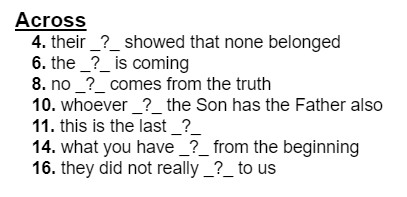 Across
4. their _?_ showed that none belonged
6. the _?_ is coming
8. no _?_ comes from the truth
10. whoever _?_ the Son has the Father also
11. this is the last _?_
14. what you have _?_ from the beginning
16. they did not really _?_ to us